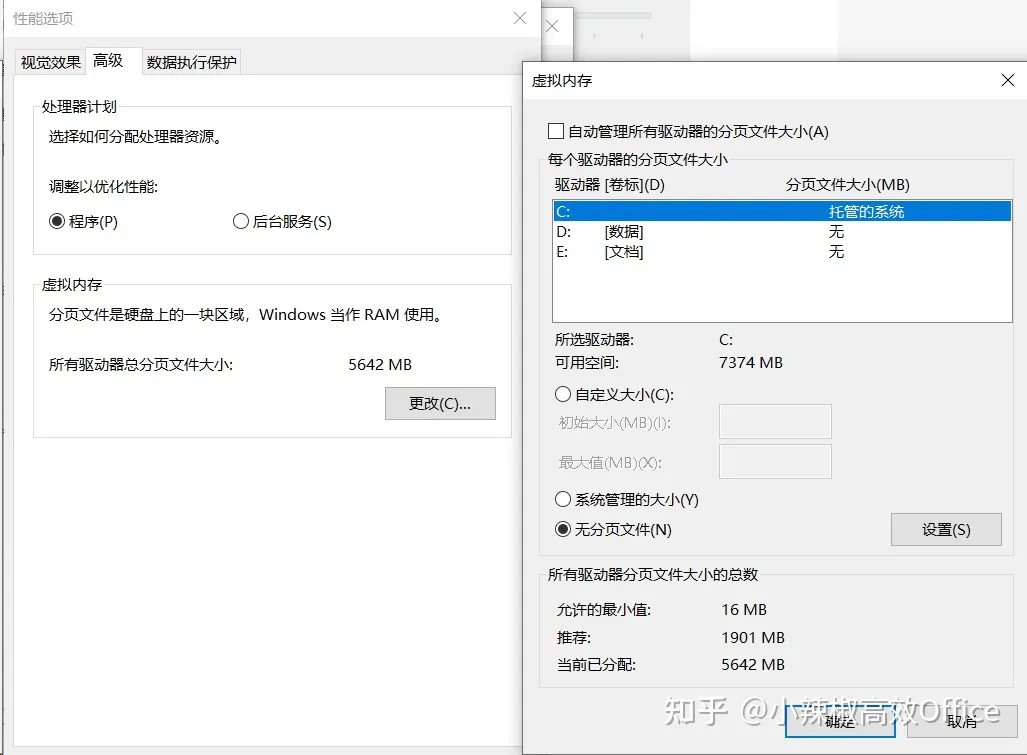 性能选项
视觉效果 高级 数据执行保护
处理器计划
选择如何分配处理器资源。
调整以优化性能:
程序(P) 后台服务(S)
虚拟内存
分页文件是硬盘上的一块区域，Windows 当作 RAM 使用。
所有驱动器总分页文件大小: 5642 MB
更改(C)...
虚拟内存
自动管理所有驱动器的分页文件大小(A)
每个驱动器的分页文件大小
驱动器 [卷标](D) 分页文件大小(MB)
C: 托管的系统
D: [数据] 无
E: [文档] 无
所选驱动器: C:
可用空间: 7374 MB
自定义大小(C):
初始大小(MB)(I):
最大值(MB)(X):
系统管理的大小(Y)
无分页文件(N) 设置(S)
所有驱动器分页文件大小的总数
允许的最小值: 16 MB
推荐: 1901 MB
当前已分配: 5642 MB
确定 取消
知乎 @小辣椒高效Office